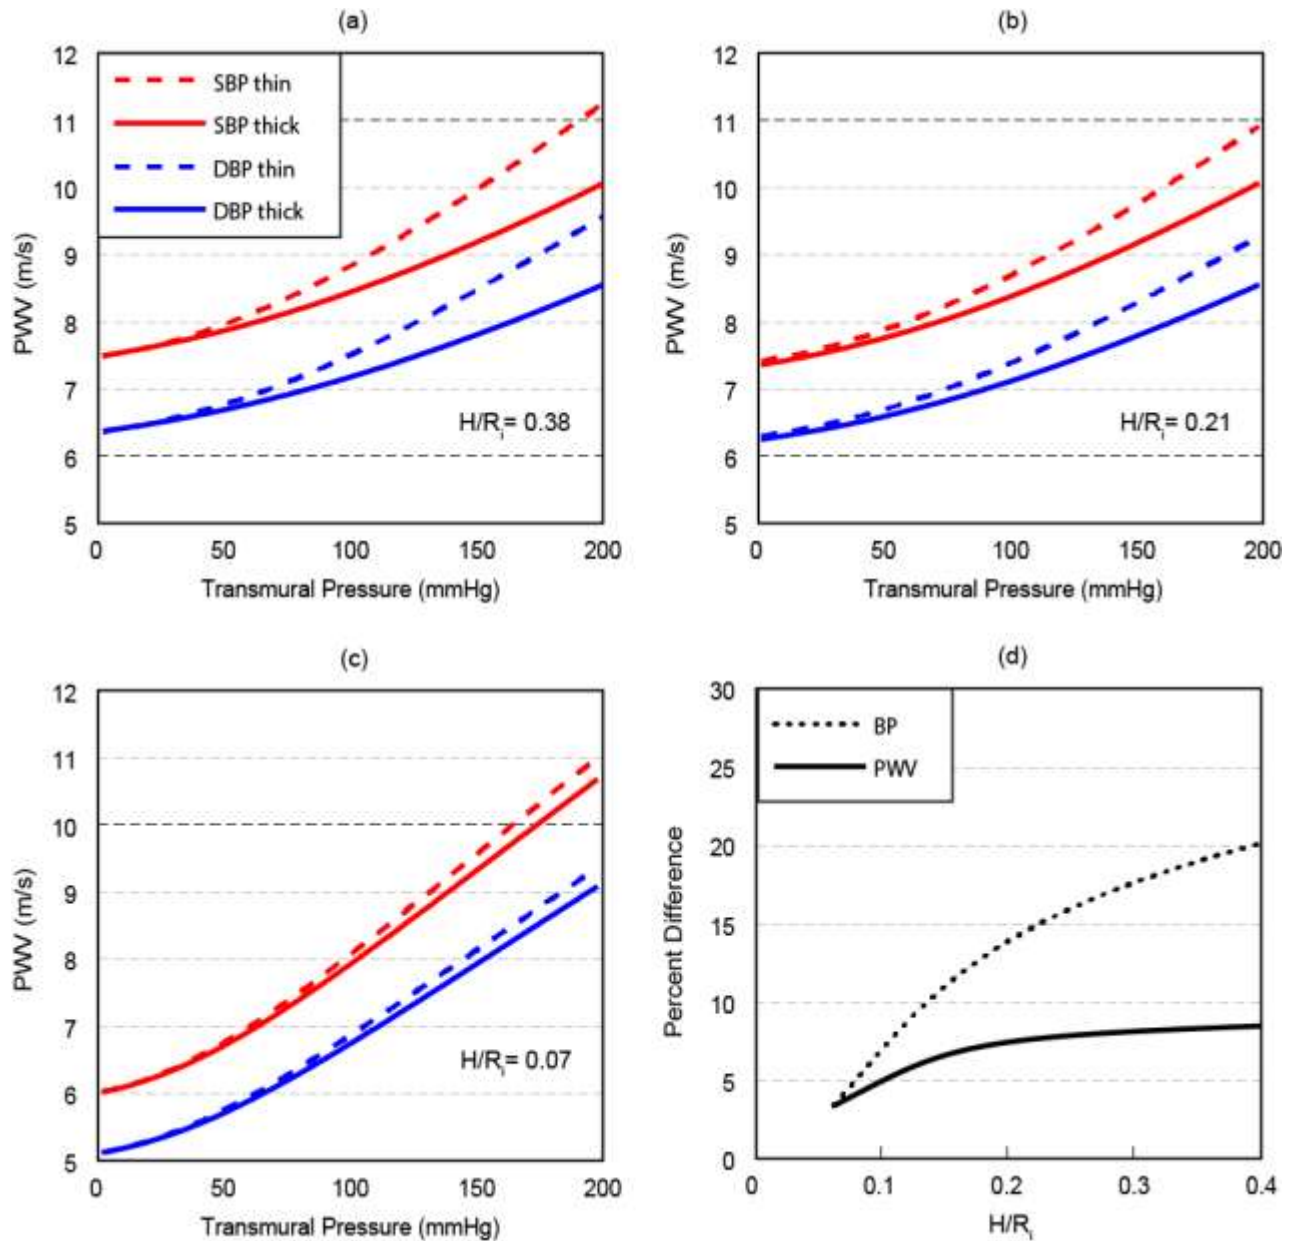 (a)
12
11
10
9
8
7
6
5
PWV (m/s)
SBP thin
SBP thick
DBP thin
DBP thick
H/Ri= 0.38
0 50 100 150 200
Transmural Pressure (mmHg)
(b)
12
11
10
9
8
7
6
5
PWV (m/s)
H/Ri= 0.21
0 50 100 150 200
Transmural Pressure (mmHg)
(c)
12
11
10
9
8
7
6
5
PWV (m/s)
H/Ri= 0.07
0 50 100 150 200
Transmural Pressure (mmHg)
(d)
30
25
20
15
10
5
0
Percent Difference
BP
PWV
0 0.1 0.2 0.3 0.4
H/Ri